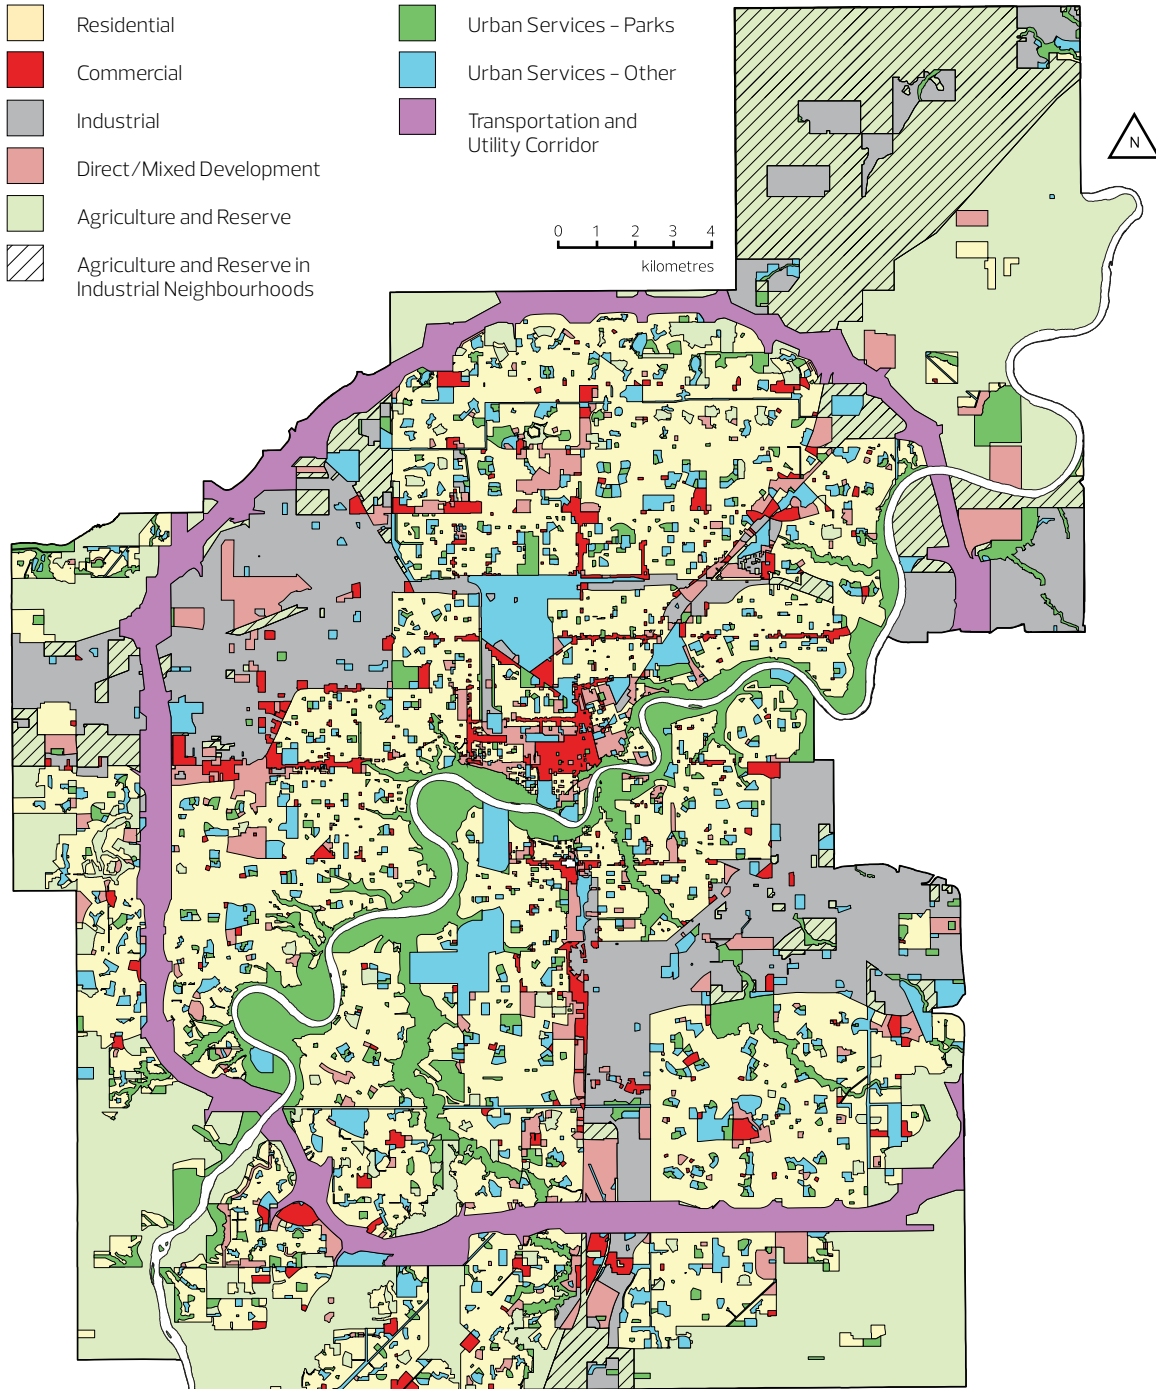 Residential
Commercial
Industrial
Direct/Mixed Development
Agriculture and Reserve
Agriculture and Reserve in
Industrial Neighbourhoods
Urban Services – Parks
Urban Services – Other
Transportation and
Utility Corridor
0 1 2 3 4
kilometres
N